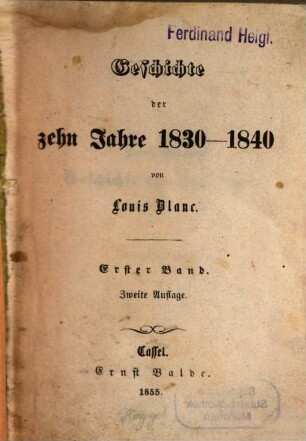 Ferdinand Heigl.
Geschichte
der
zehn Jahre 1830—1840
von
Louis Blanc.
Erster Band.
Zweite Auflage.
Cassel.
Ernst Balde.
1855.